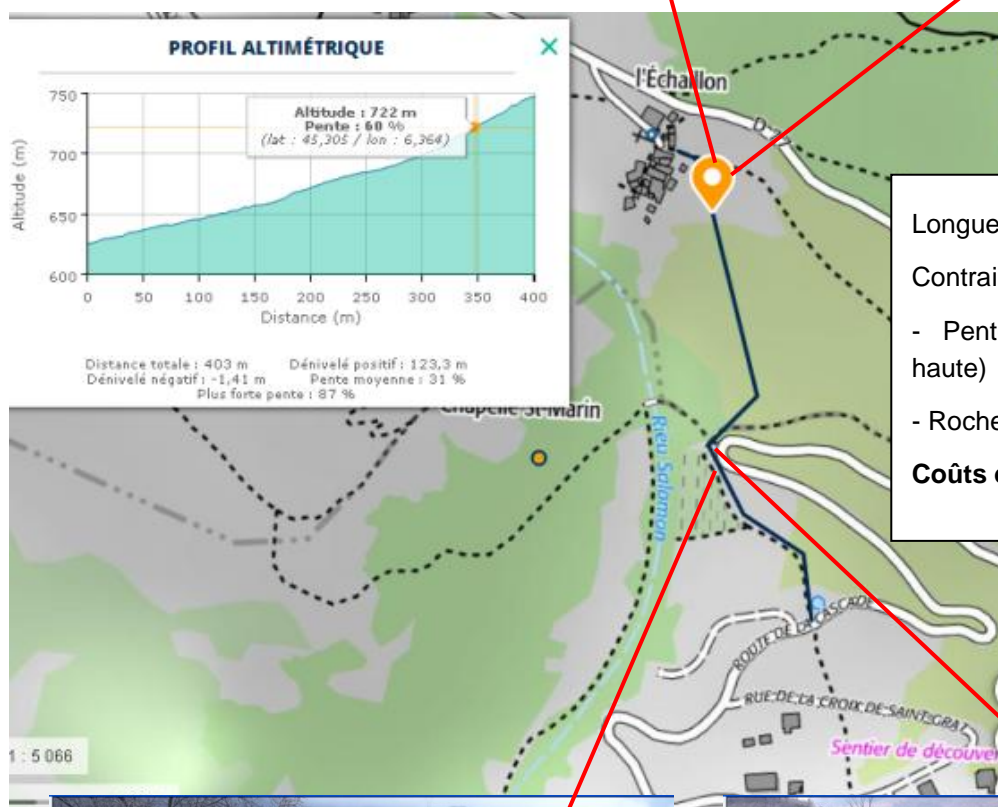 PROFIL ALTIMÉTRIQUE
Altitude : 722 m
Pente : 60 %
(lat : 45,305 / lon : 6,364)
Altitude (m)
750
700
650
600
0 50 100 150 200 250 300 350 400
Distance (m)
Distance totale : 403 m Dénivelé positif : 123,3 m
Dénivelé négatif : -1,41 m Pente moyenne : 31 %
Plus forte pente : 87 %
l'Échaillon
D
Longue
Contrai
- Pent
haute)
- Roche
Coûts
Chapelle St-Marin
Rieu Salomon
ROUTE DE LA CASCADE
RUE DE LA CROIX DE SAINT GRAT
Sentier de découver
1 : 5 066